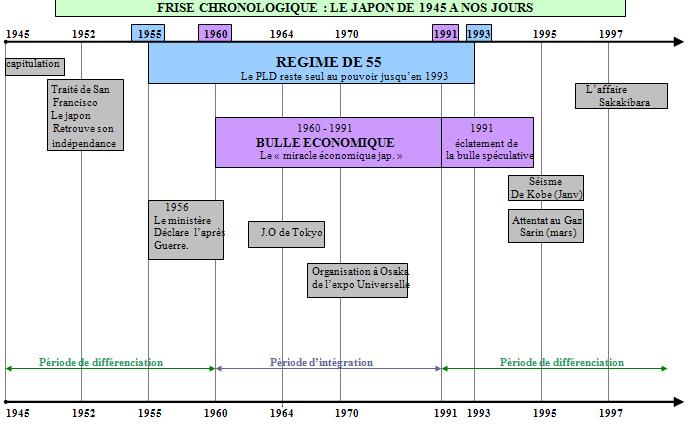 FRISE CHRONOLOGIQUE : LE JAPON DE 1945 A NOS JOURS
1945 1952 1955 1960 1964 1970 1991 1993 1995 1997
capitulation
REGIME DE 55
Le PLD reste seul au pouvoir jusqu'en 1993
Traité de San
Francisco
Le japon
Retrouve son
indépendance
L'affaire
Sakakibara
1960 - 1991
BULLE ECONOMIQUE
Le « miracle économique jap. »
1991
éclatement de
la bulle spéculative
Séisme
De Kobe (Janv)
1956
Le ministère
Déclare l'après
Guerre.
J.O de Tokyo
Attentat au Gaz
Sarin (mars)
Organisation à Osaka
de l'expo Universelle
Période de différenciation
Période d'intégration
Période de différenciation
1945 1952 1955 1960 1964 1970 1991 1993 1995 1997